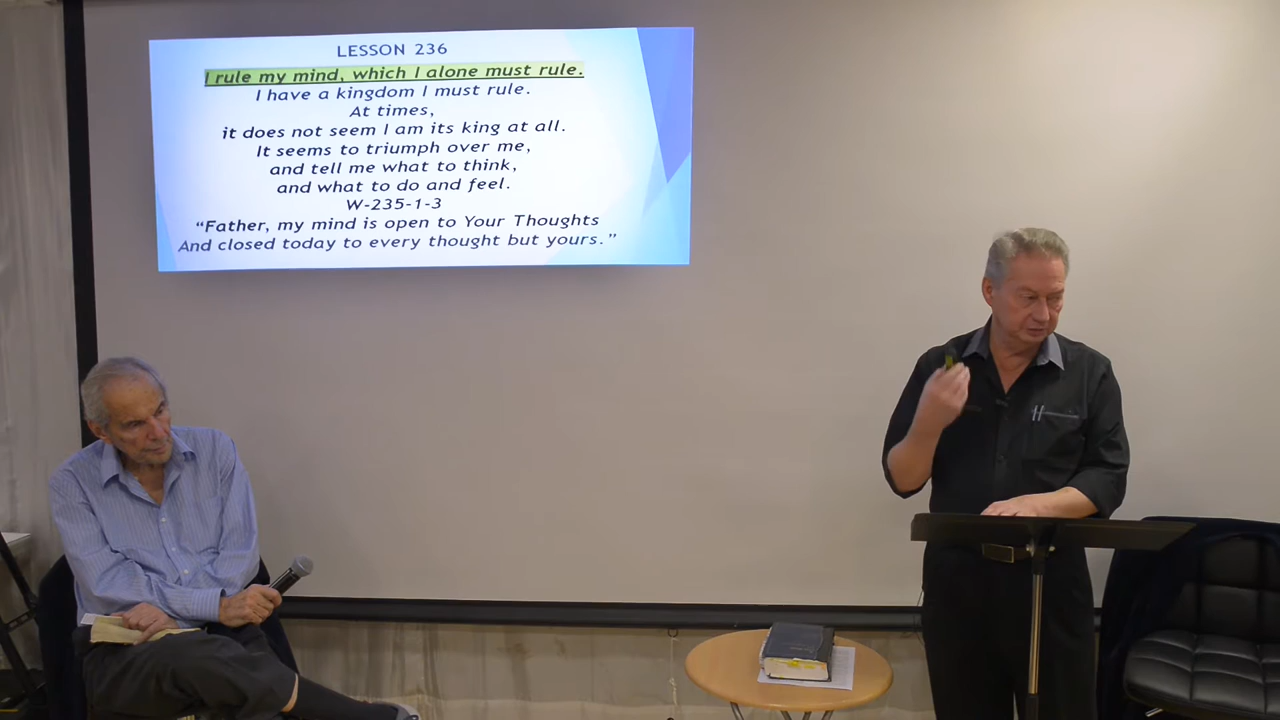 LESSON 236
I rule my mind, which I alone must rule.
I have a kingdom I must rule.
At times,
it does not seem I am its king at all.
It seems to triumph over me,
and tell me what to think,
and what to do and feel.
W-235-1-3
“Father, my mind is open to Your Thoughts
And closed today to every thought but yours.”